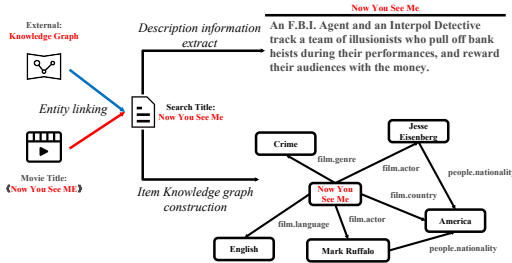 External:
Knowledge Graph
Entity linking
Movie Title:
《Now You See ME》
Search Title:
Now You See Me
Description information
extract
Now You See Me
An F.B.I. Agent and an Interpol Detective
track a team of illusionists who pull off bank
heists during their performances, and reward
their audiences with the money.
Item Knowledge graph
construction
Crime
Jesse
Eisenberg
film.genre
film.actor
people.nationality
Now You
See Me
film.country
film.language
film.actor
America
English
Mark Ruffalo
people.nationality